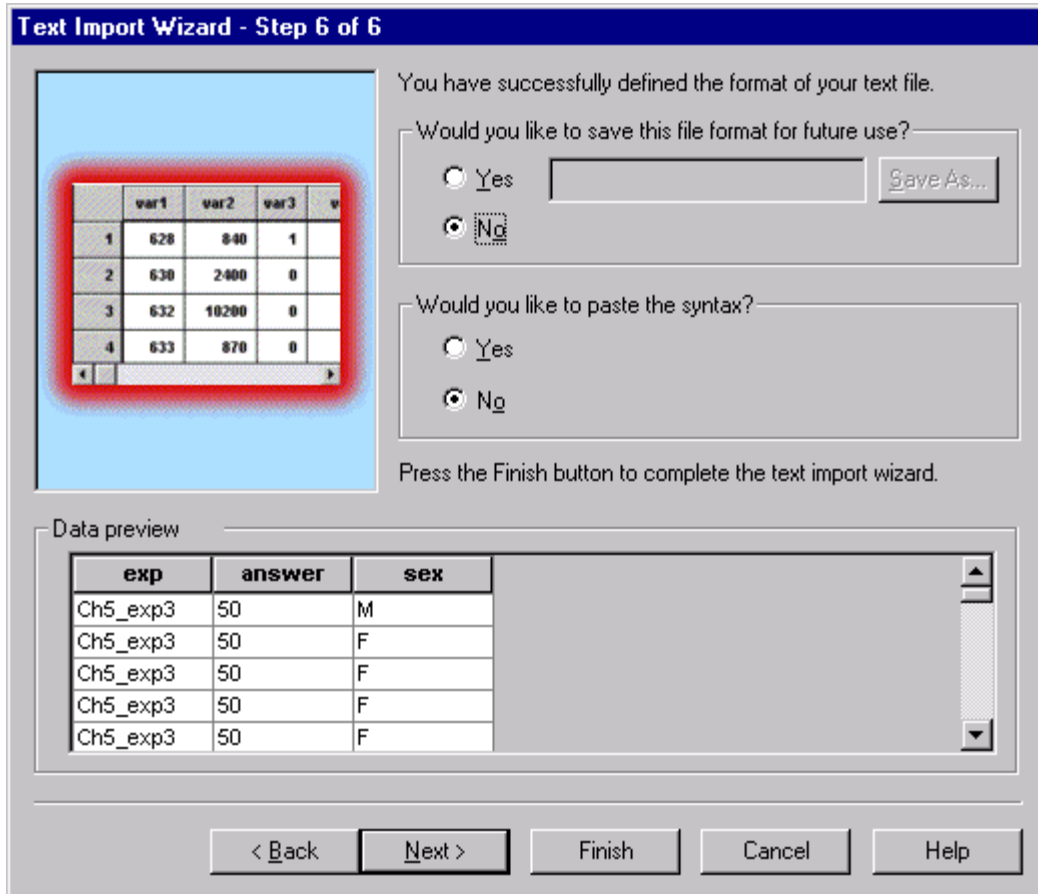 Text Import Wizard - Step 6 of 6
You have successfully defined the format of your text file.
Would you like to save this file format for future use?
Yes
Save As...
No
var1 var2 var3 v
1 628 840 1
2 630 2400 0
3 632 10200 0
4 633 870 0
Would you like to paste the syntax?
Yes
No
Press the Finish button to complete the text import wizard.
Data preview
exp answer sex
Ch5_exp3 50 M
Ch5_exp3 50 F
Ch5_exp3 50 F
Ch5_exp3 50 F
Ch5_exp3 50 F
< Back Next > Finish Cancel Help